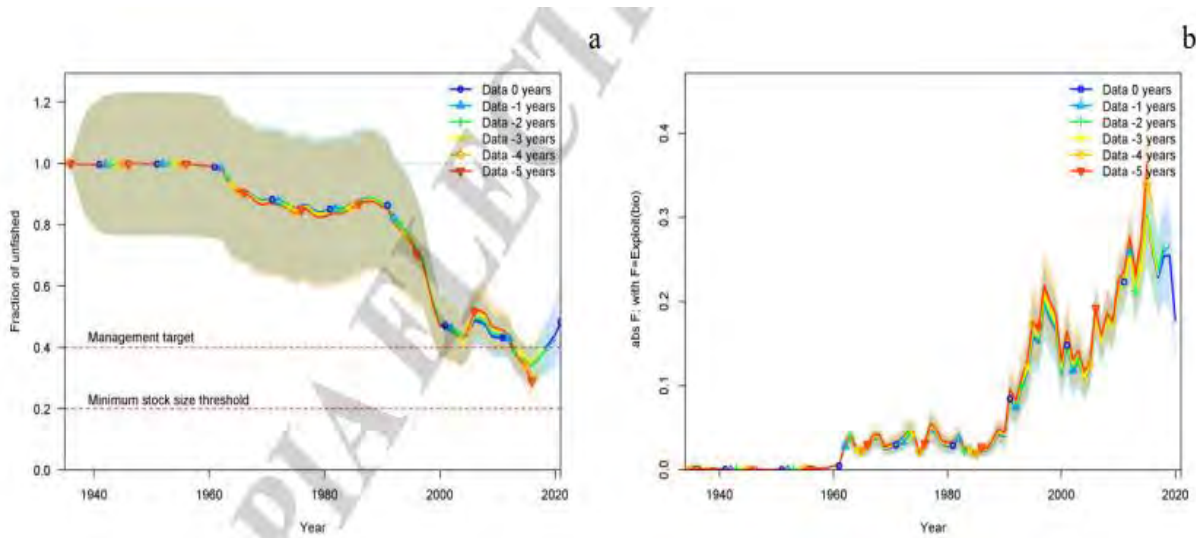 a
1.2
1.0
0.8
0.6
0.4
0.2
0.0
Fraction of unfished
Data 0 years
Data -1 years
Data -2 years
Data -3 years
Data -4 years
Data -5 years
Management target
Minimum stock size threshold
1940
1960
1980
2000
2020
Year
b
0.4
0.3
0.2
0.1
0.0
abs F; with F=Exploit(bio)
Data 0 years
Data -1 years
Data -2 years
Data -3 years
Data -4 years
Data -5 years
1940
1960
1980
2000
2020
Year
PIA ELECT